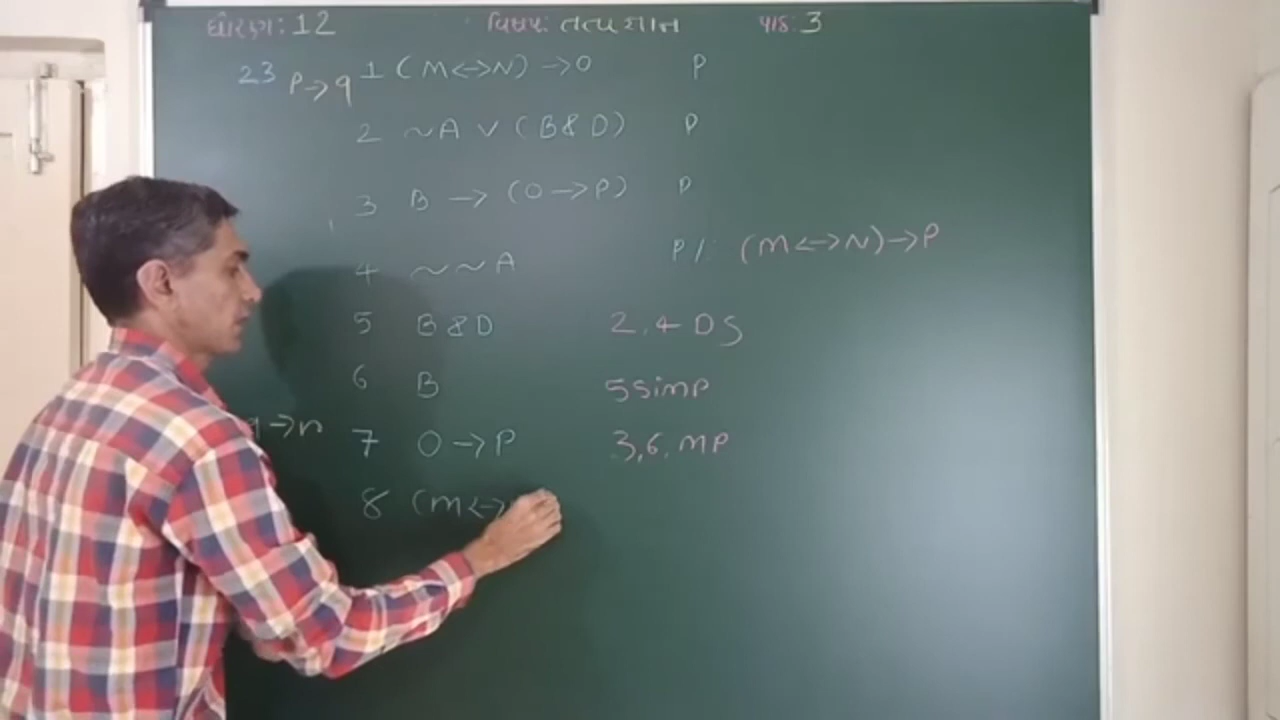 ધોરણ: 12 વિષય: તત્વજ્ઞાન પાઠ: 3
23 P→q 1 (M<->N) →O P
2 ~A ∨ (B&D) P
3 B → (O→P) P
4 ~~A P/: (M<->N)→P
5 B&D 2.4 DS
6 B 5 simp
→n 7 O→P 3,6. MP
8 (M<->